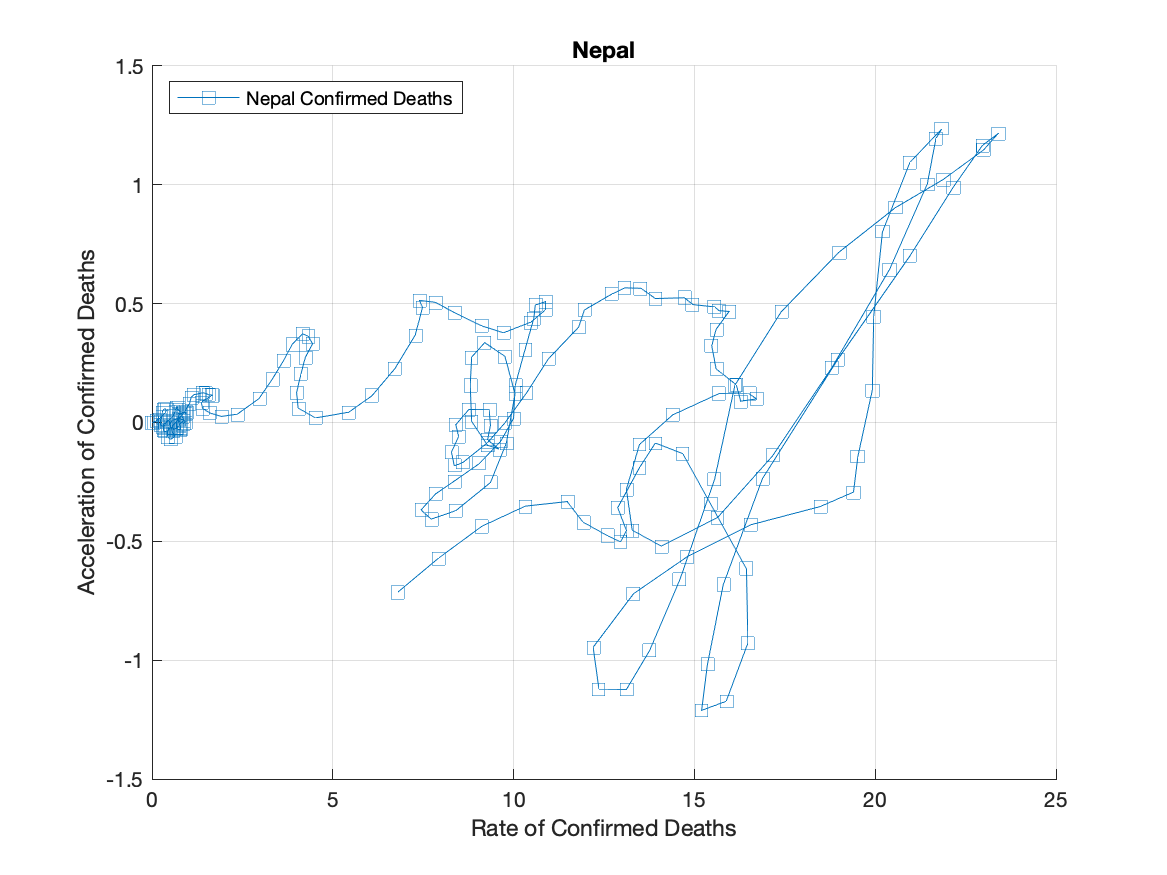 Nepal
Nepal Confirmed Deaths
Acceleration of Confirmed Deaths
1.5
1
0.5
0
-0.5
-1
-1.5
0 5 10 15 20 25
Rate of Confirmed Deaths